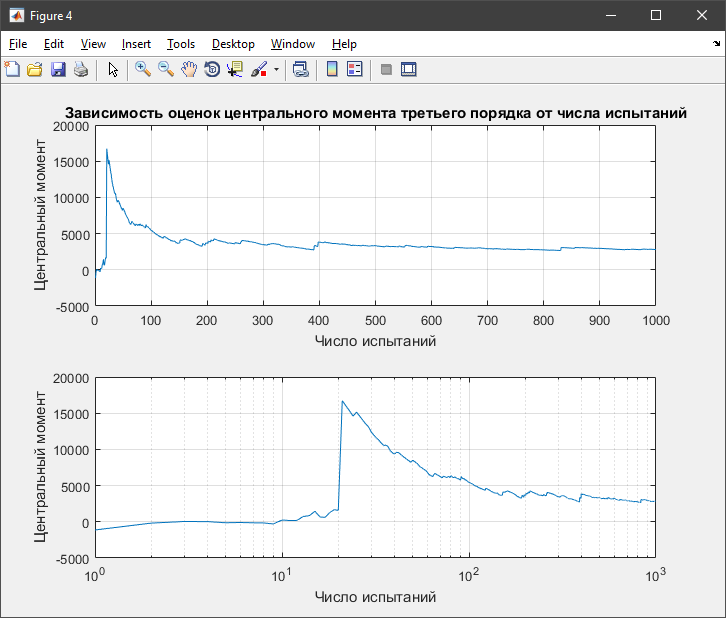 Figure 4
File Edit View Insert Tools Desktop Window Help
Зависимость оценок центрального момента третьего порядка от числа испытаний
20000
15000
10000
5000
0
-5000
Центральный момент
0 100 200 300 400 500 600 700 800 900 1000
Число испытаний
20000
15000
10000
5000
0
-5000
Центральный момент
10^0 10^1 10^2 10^3
Число испытаний